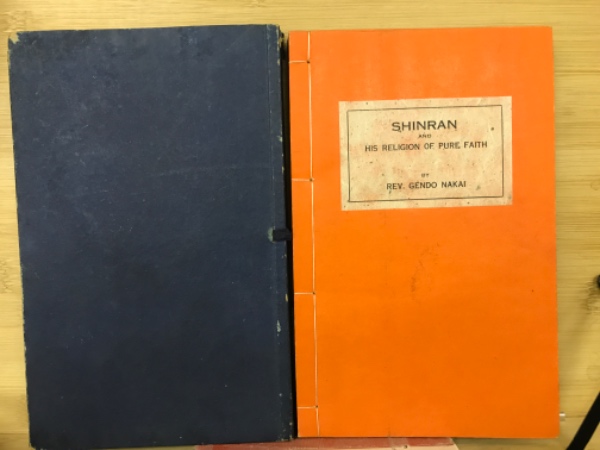 SHINRAN
AND
HIS RELIGION OF PURE FAITH
BY
REV. GENDO NAKAI